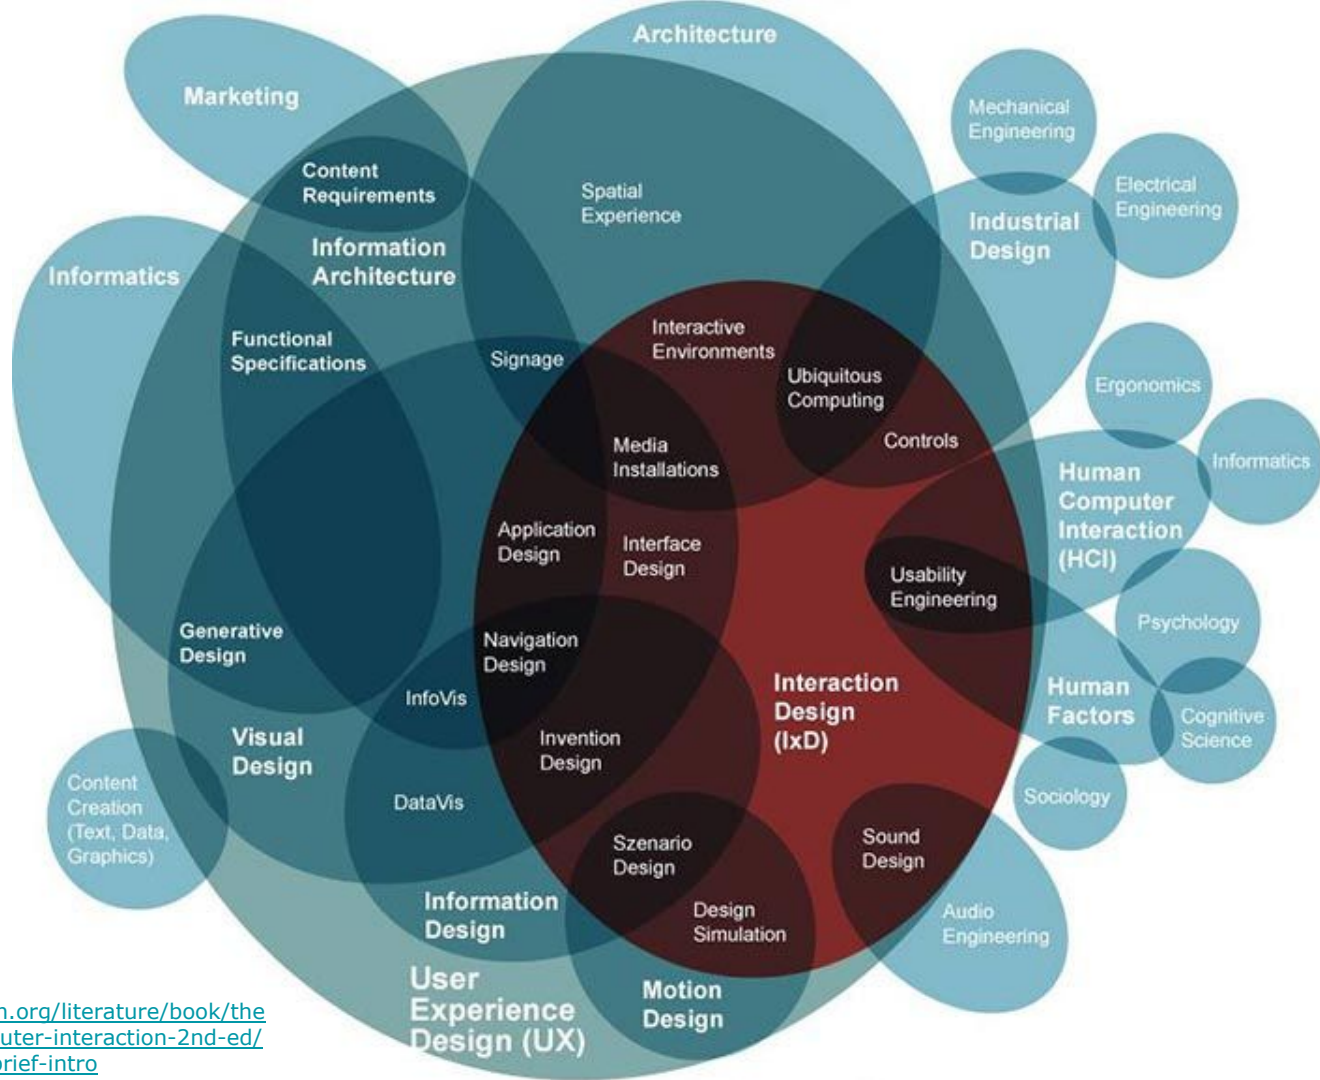 Architecture
Marketing
Mechanical
Engineering
Content
Requirements
Spatial
Experience
Electrical
Engineering
Industrial
Design
Information
Architecture
Informatics
Functional
Specifications
Signage
Interactive
Environments
Ubiquitous
Computing
Ergonomics
Controls
Media
Installations
Informatics
Human
Computer
Interaction
(HCI)
Application
Design
Interface
Design
Usability
Engineering
Generative
Design
Navigation
Design
Psychology
InfoVis
Interaction
Design
(IxD)
Human
Factors
Cognitive
Science
Visual
Design
Invention
Design
Content
Creation
(Text, Data,
Graphics)
DataVis
Sociology
Szenario
Design
Sound
Design
Information
Design
Design
Simulation
Audio
Engineering
User
Experience
Design (UX)
Motion
Design
n.org/literature/book/the
uter-interaction-2nd-ed/
brief-intro